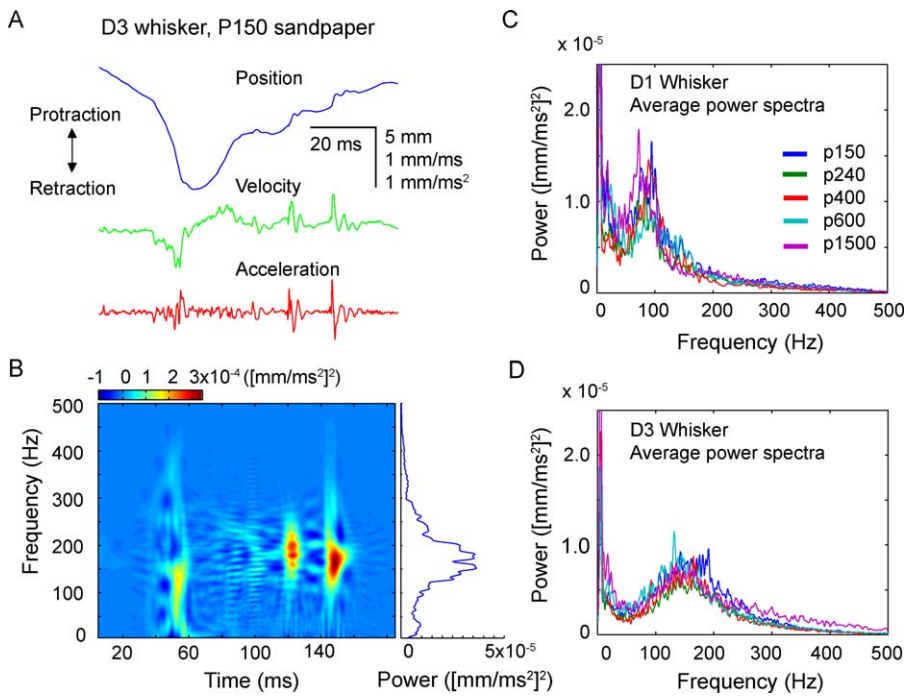 A
D3 whisker, P150 sandpaper
Position
Protraction
Retraction
20 ms
5 mm
1 mm/ms
1 mm/ms²
Velocity
Acceleration
B
-1 0 1 2 3x10⁻⁴ ([mm/ms²]²)
500
400
300
200
100
0
Frequency (Hz)
20 60 100 140
Time (ms)
0 5x10⁻⁵
Power ([mm/ms²]²)
C
x 10⁻⁵
D1 Whisker
Average power spectra
2.0
1.0
0
Power ([mm/ms²]²)
p150
p240
p400
p600
p1500
0 100 200 300 400 500
Frequency (Hz)
D
x 10⁻⁵
D3 Whisker
Average power spectra
2.0
1.0
0
Power ([mm/ms²]²)
0 100 200 300 400 500
Frequency (Hz)